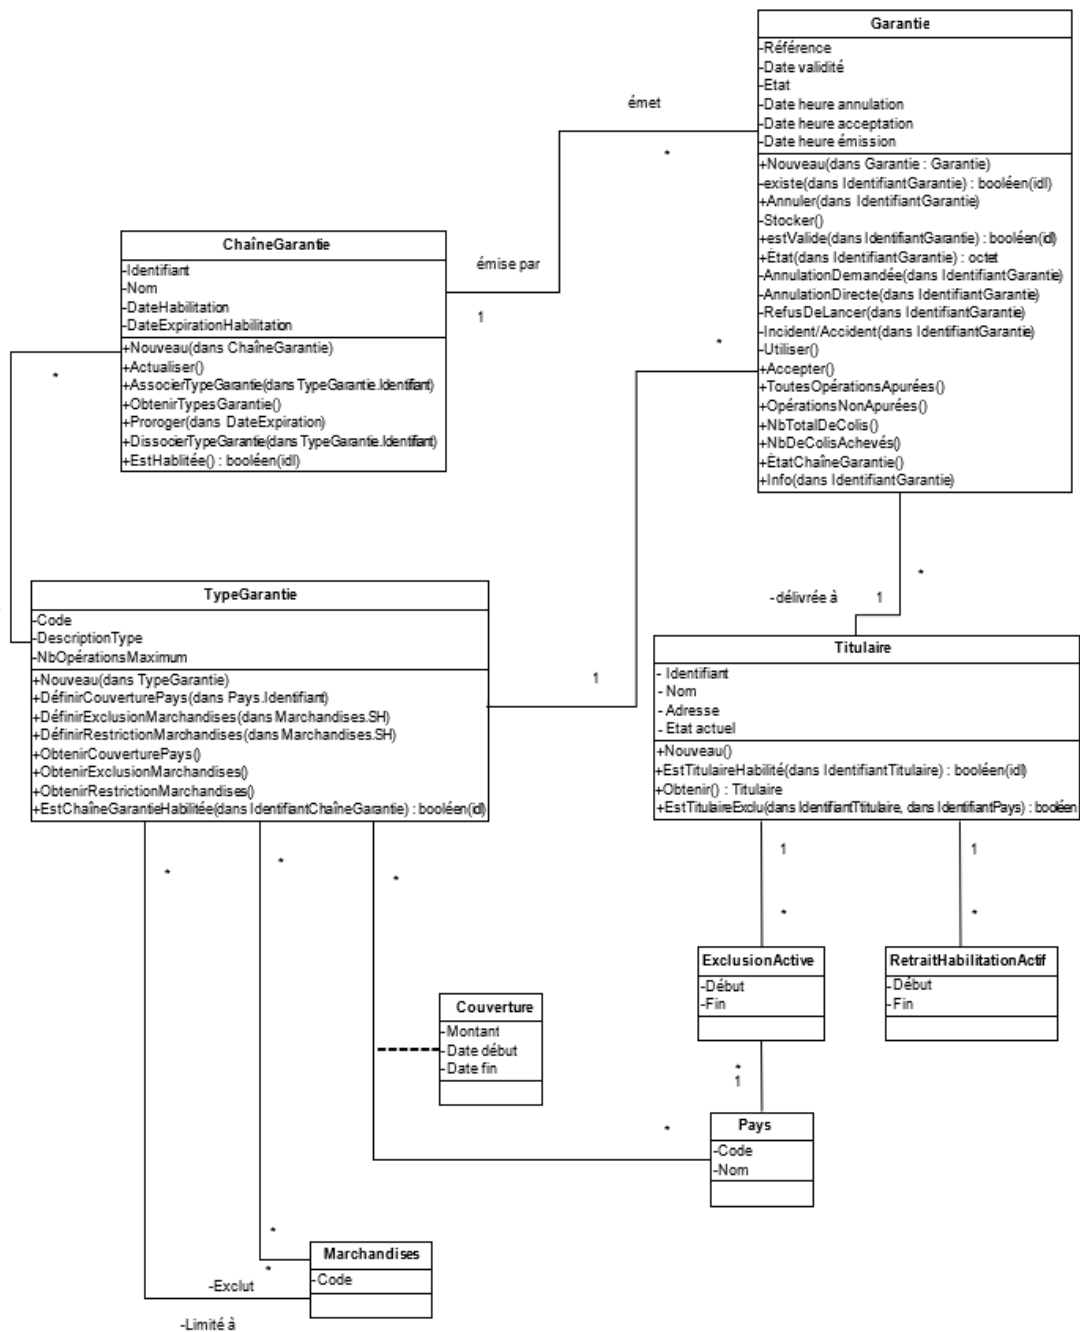 Garantie
-Référence
-Date validité
-Etat
-Date heure annulation
-Date heure acceptation
-Date heure émission
+Nouveau(dans Garantie : Garantie)
-existe(dans IdentifiantGarantie) : booléen(idl)
+Annuler(dans IdentifiantGarantie)
-Stocker()
+estValide(dans IdentifiantGarantie) : booléen(idl)
+État(dans IdentifiantGarantie) : octet
-AnnulationDemandée(dans IdentifiantGarantie)
-AnnulationDirecte(dans IdentifiantGarantie)
-RefusDeLancer(dans IdentifiantGarantie)
-Incident/Accident(dans IdentifiantGarantie)
-Utiliser()
+Accepter()
+ToutesOpérationsApurées()
+OpérationsNonApurées()
+NbTotalDeColis()
+NbDeColisAchevés()
+ÉtatChaîneGarantie()
+Info(dans IdentifiantGarantie)
émet
*
émise par
1
*
ChaîneGarantie
-Identifiant
-Nom
-DateHabilitation
-DateExpirationHabilitation
+Nouveau(dans ChaîneGarantie)
+Actualiser()
+AssocierTypeGarantie(dans TypeGarantie.Identifiant)
+ObtenirTypesGarantie()
+Proroger(dans DateExpiration)
+DissocierTypeGarantie(dans TypeGarantie.Identifiant)
+EstHablitée() : booléen(idl)
*
*
-délivrée à
1
*
1
TypeGarantie
-Code
-DescriptionType
-NbOpérationsMaximum
+Nouveau(dans TypeGarantie)
+DéfinirCouverturePays(dans Pays.Identifiant)
+DéfinirExclusionMarchandises(dans Marchandises.SH)
+DéfinirRestrictionMarchandises(dans Marchandises.SH)
+ObtenirCouverturePays()
+ObtenirExclusionMarchandises()
+ObtenirRestrictionMarchandises()
+EstChaîneGarantieHabilitée(dans IdentifiantChaîneGarantie) : booléen(idl)
Titulaire
- Identifiant
- Nom
- Adresse
- Etat actuel
+Nouveau()
+EstTitulaireHabilité(dans IdentifiantTitulaire) : booléen(idl)
+Obtenir() : Titulaire
+EstTitulaireExclu(dans IdentifiantTtitulaire, dans IdentifiantPays) : booléen
*
*
*
1
1
*
*
ExclusionActive
-Début
-Fin
RetraitHabilitationActif
-Début
-Fin
Couverture
-Montant
-Date début
-Date fin
*
1
Pays
-Code
-Nom
*
*
*
Marchandises
-Code
-Exclut
-Limité à